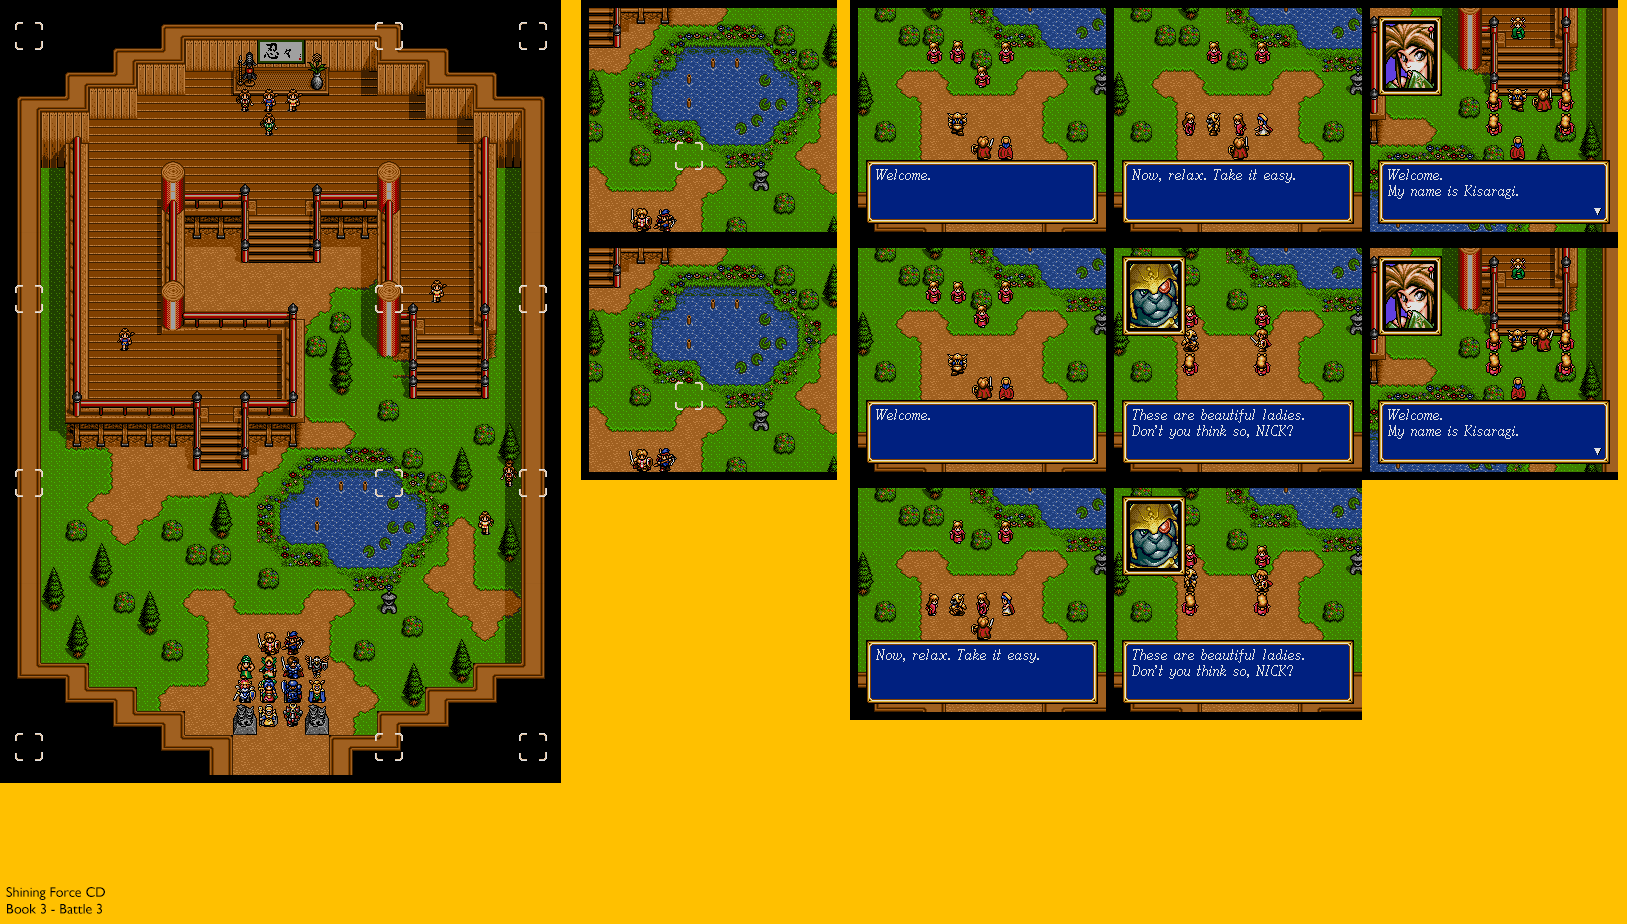 忍々
Welcome.
Now, relax. Take it easy.
Welcome.
My name is Kisaragi.
Welcome.
These are beautiful ladies.
Don't you think so, NICK?
Welcome.
My name is Kisaragi.
Now, relax. Take it easy.
These are beautiful ladies.
Don't you think so, NICK?
Shining Force CD
Book 3 - Battle 3